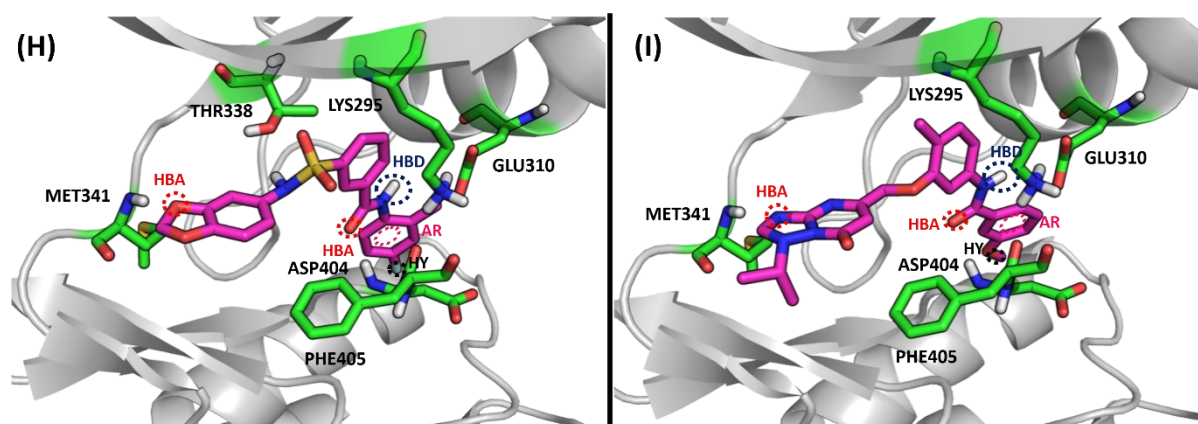 (H)
THR338
LYS295
GLU310
MET341
HBA
HBD
HBA
AR
HY
ASP404
PHE405
(I)
LYS295
GLU310
MET341
HBA
HBD
HBA
AR
HY
ASP404
PHE405